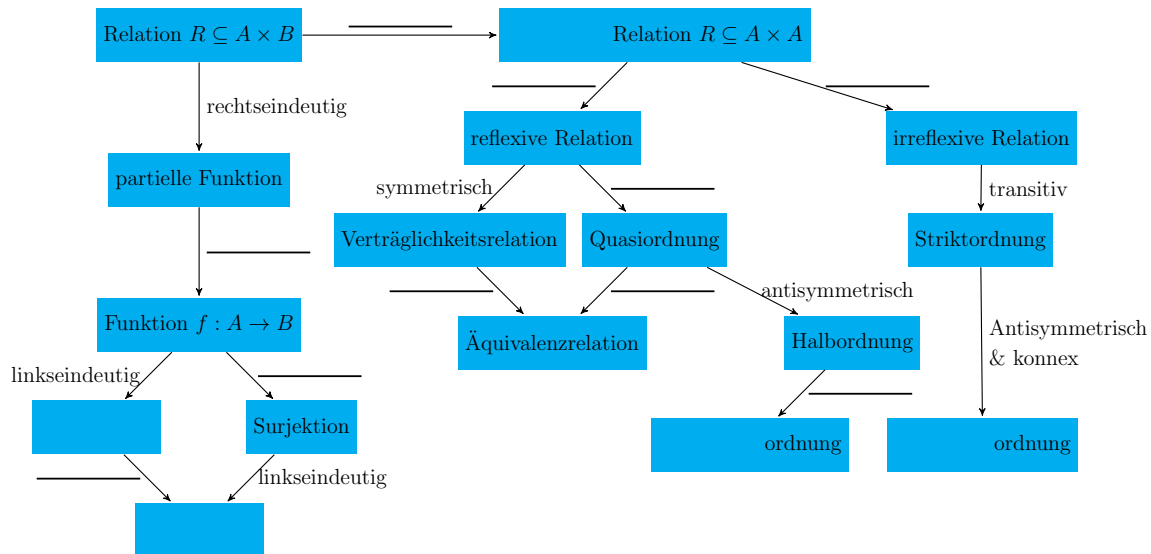 Relation R ⊆ A × B
Relation R ⊆ A × A
rechtseindeutig
reflexive Relation
irreflexive Relation
partielle Funktion
symmetrisch
transitiv
Verträglichkeitsrelation
Quasiordnung
Striktordnung
antisymmetrisch
Funktion f : A → B
Äquivalenzrelation
Halbordnung
Antisymmetrisch
& konnex
linkseindeutig
Surjektion
ordnung
ordnung
linkseindeutig